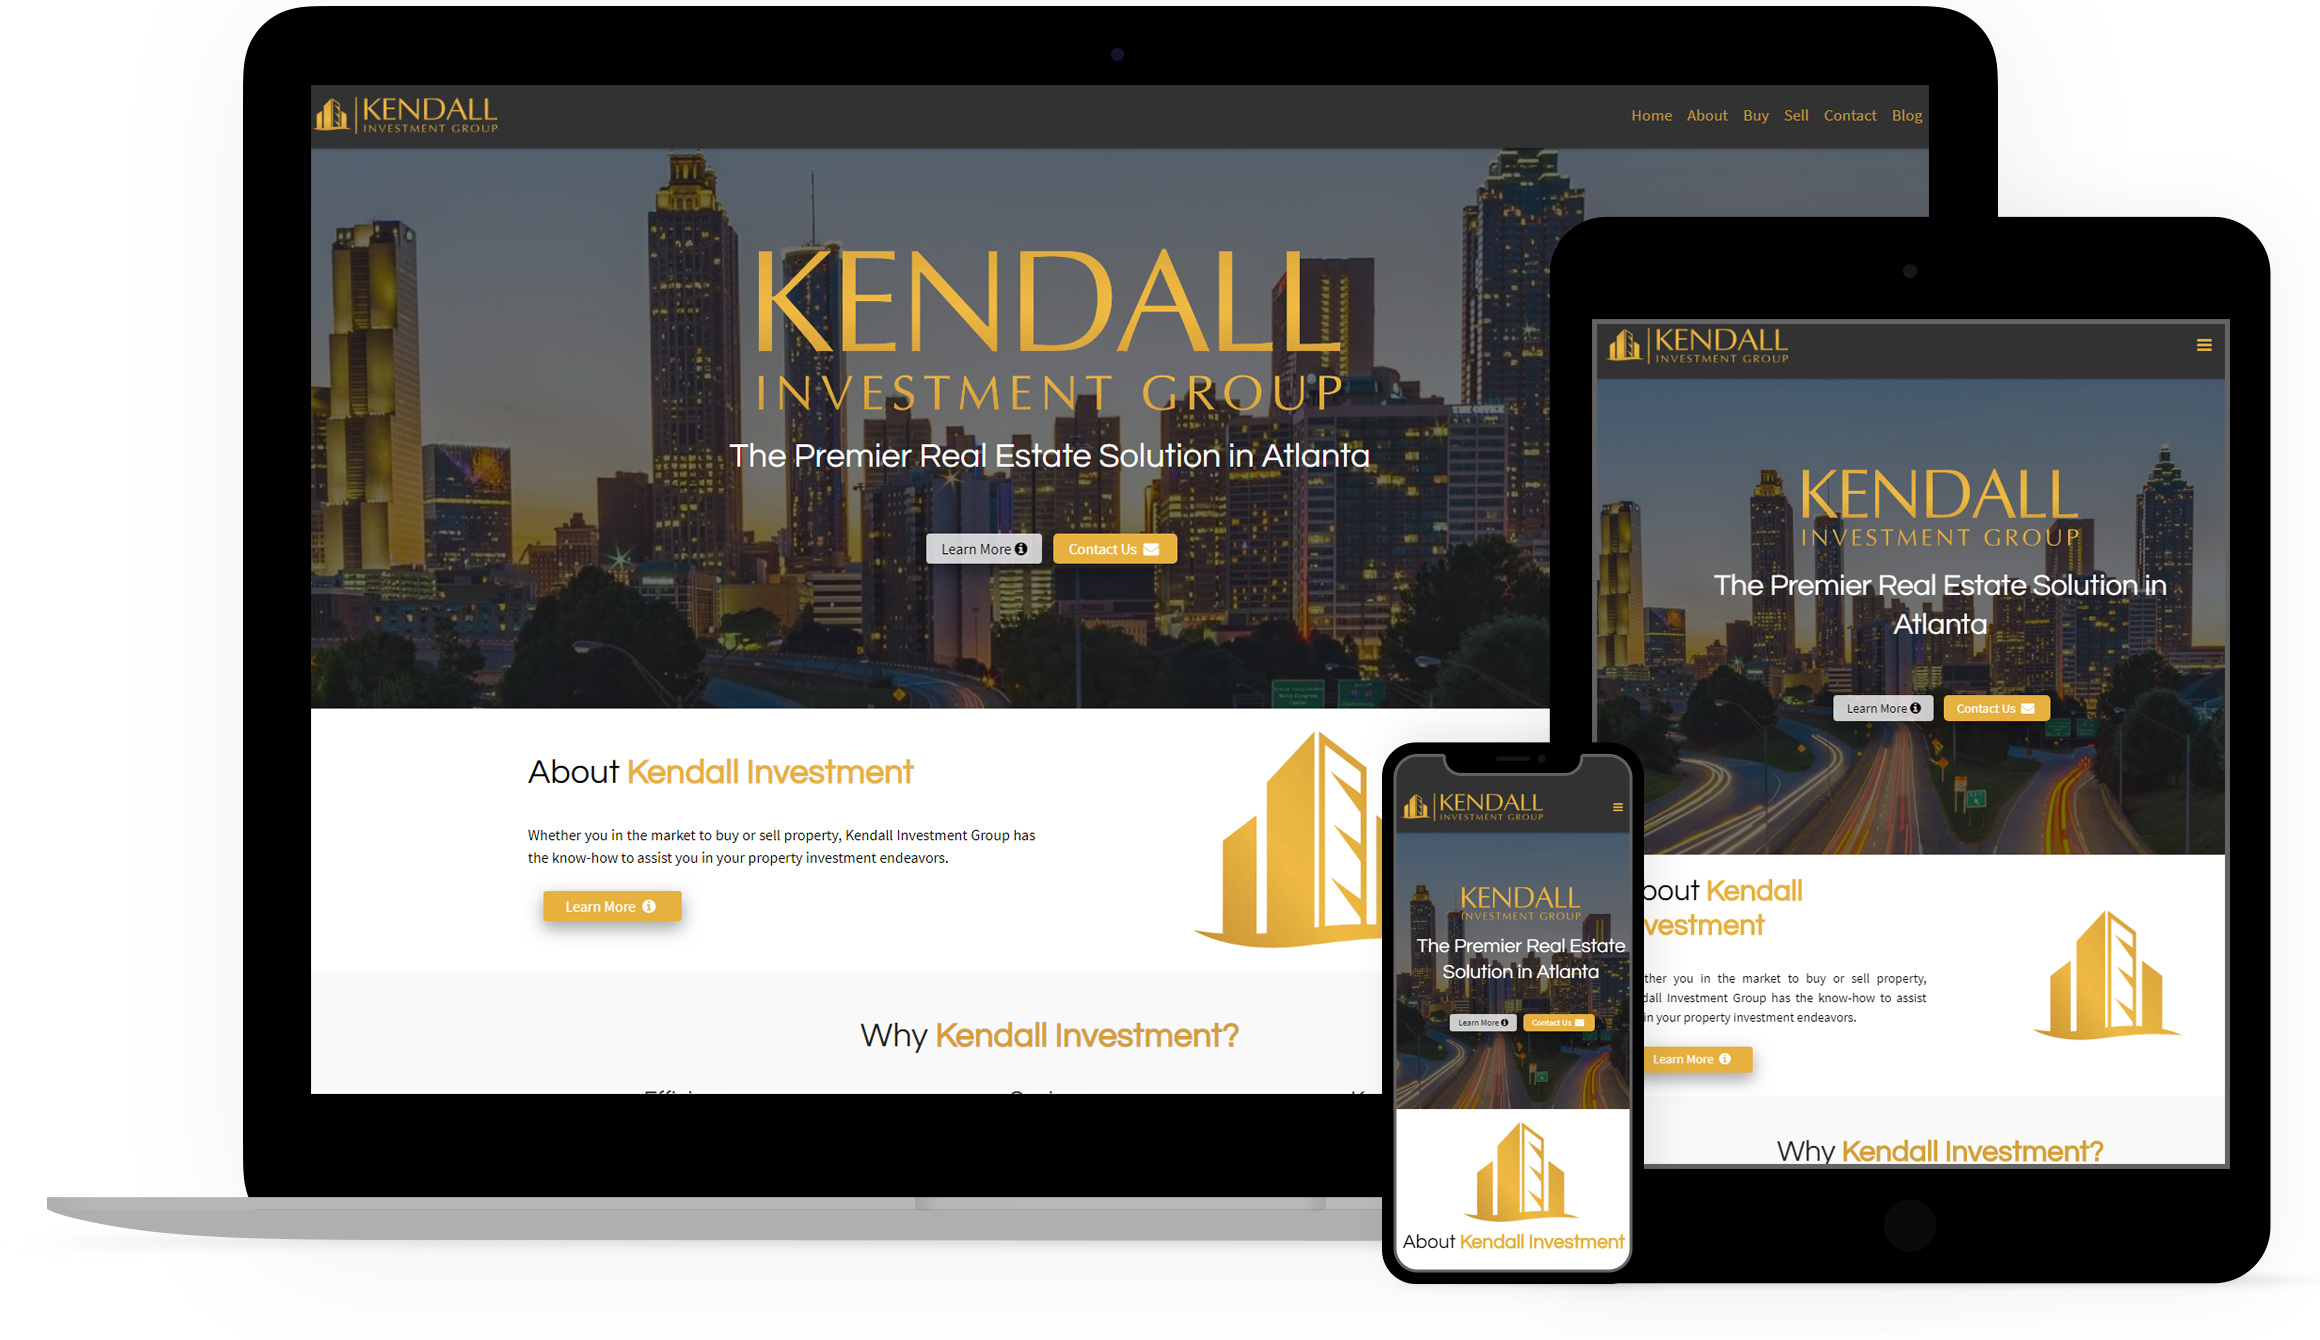 KENDALL
INVESTMENT GROUP
Home About Buy Sell Contact Blog
KENDALL
INVESTMENT GROUP
THE OFFICE
The Premier Real Estate Solution in Atlanta
Learn More
Contact Us
About Kendall Investment
Whether you in the market to buy or sell property, Kendall Investment Group has
the know-how to assist you in your property investment endeavors.
Learn More
Why Kendall Investment?
KENDALL
INVESTMENT GROUP
KENDALL
INVESTMENT GROUP
The Premier Real Estate Solution in
Atlanta
Learn More
Contact Us
EXIT
bout Kendall
vestment
ther you in the market to buy or sell property,
dall Investment Group has the know-how to assist
in your property investment endeavors.
Learn More
Why Kendall Investment?
KENDALL
INVESTMENT GROUP
KENDALL
INVESTMENT GROUP
The Premier Real Estate
Solution in Atlanta
Learn More
Contact Us
About Kendall Investment